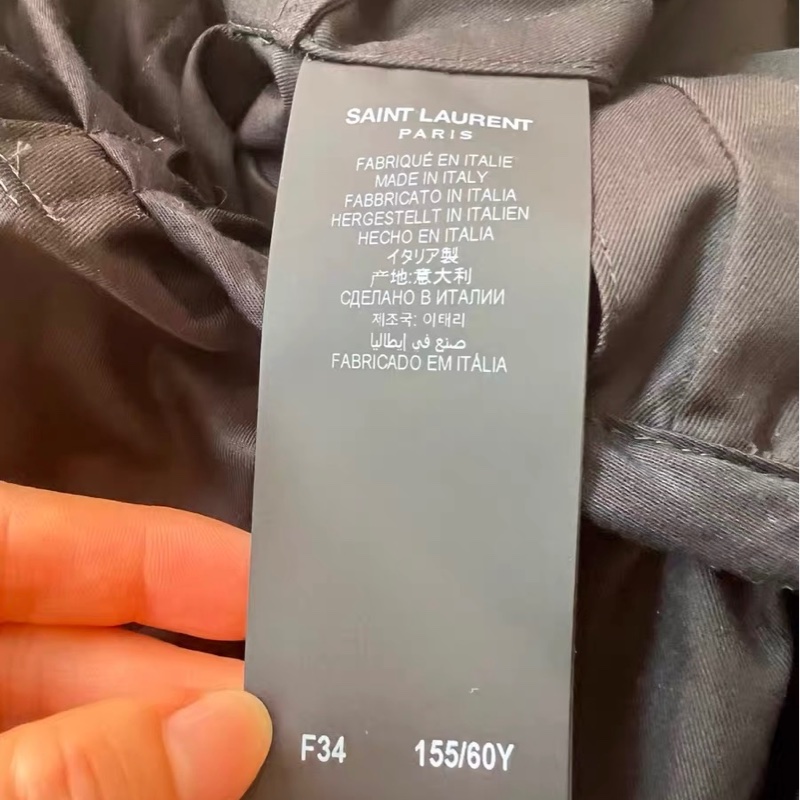 SAINT LAURENT
PARIS
FABRIQUÉ EN ITALIE
MADE IN ITALY
FABBRICATO IN ITALIA
HERGESTELLT IN ITALIEN
HECHO EN ITALIA
イタリア製
产地:意大利
СДЕЛАНО В ИТАЛИИ
제조국: 이태리
صنع في إيطاليا
FABRICADO EM ITÁLIA
F34 155/60Y